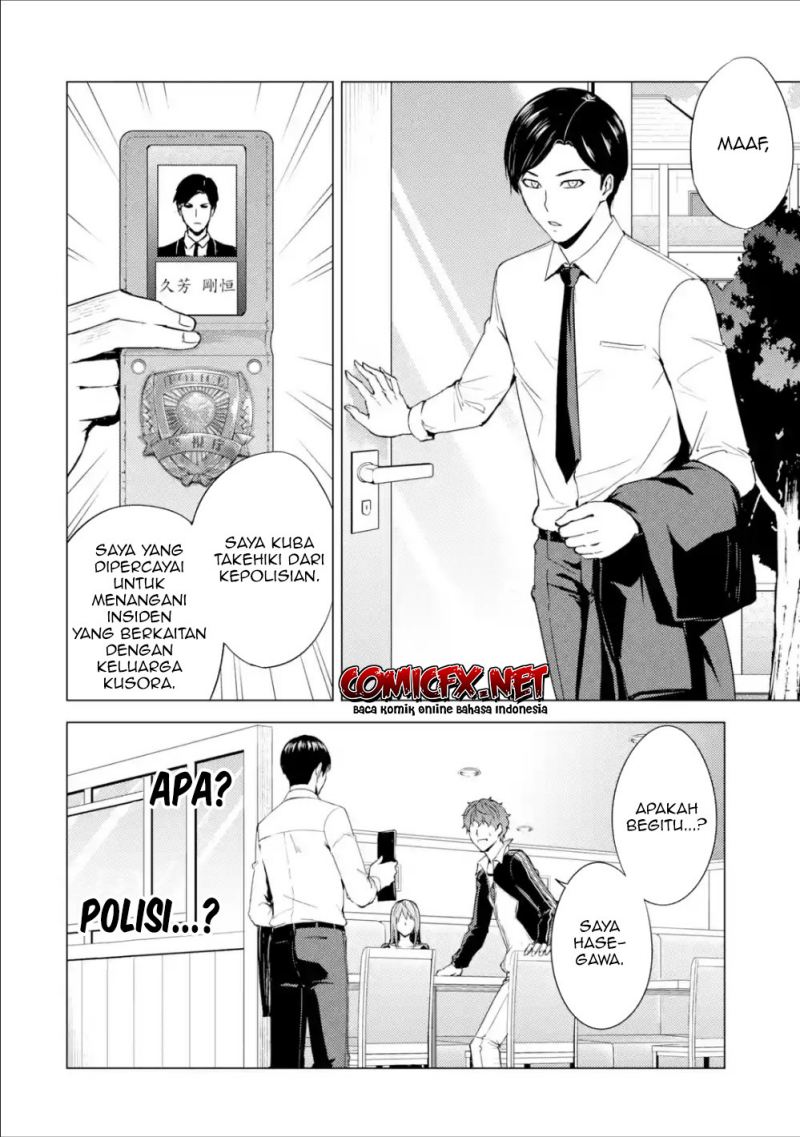 MAAF,
久芳 剛恒
POLICE
SAYA KUBA
TAKEHIKI DARI
KEPOLISIAN.
SAYA YANG
DIPERCAYAI
UNTUK
MENANGANI
INSIDEN
YANG BERKAITAN
DENGAN
KELUARGA
KUSORA.
COMICFX.NET
Baca Komik Online Bahasa Indonesia
APAKAH
BEGITU...?
SAYA
HASE-
GAWA.
APA?
POLISI...?